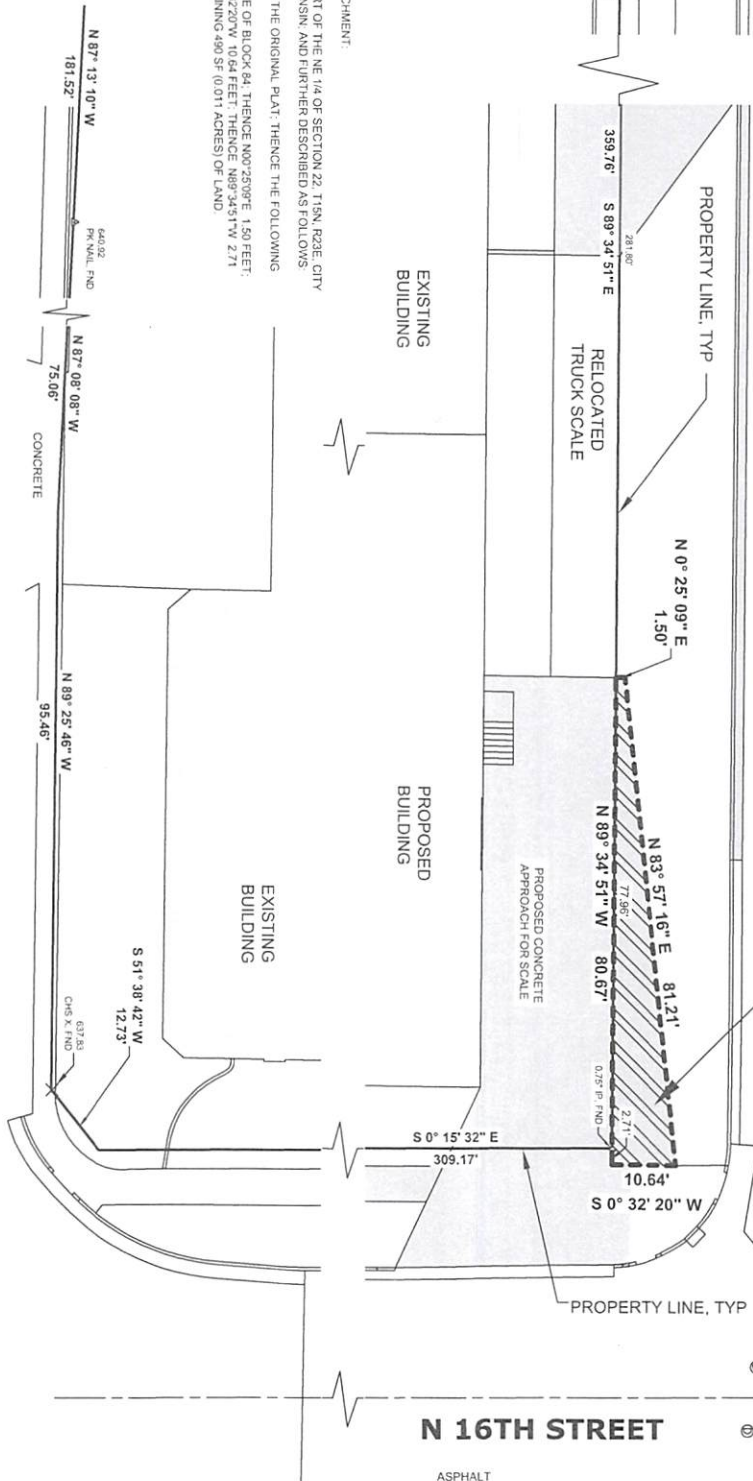 CHMENT:
RT OF THE NE 1/4 OF SECTION 22, T15N, R23E, CITY
NSIN; AND FURTHER DESCRIBED AS FOLLOWS:
THE ORIGINAL PLAT; THENCE THE FOLLOWING
E OF BLOCK 84; THENCE N00°25'09"E 1.50 FEET;
2'20"W 10.64 FEET; THENCE N89°34'51"W 2.71
NING 490 SF (0.011 ACRES) OF LAND.
N 87° 13' 10" W
181.52'
640.92
PK NAIL, FND
N 87° 08' 08" W
75.06'
CONCRETE
N 89° 25' 46" W
95.46'
359.76'
S 89° 34' 51" E
281.80'
PROPERTY LINE, TYP
RELOCATED
TRUCK SCALE
EXISTING
BUILDING
N 0° 25' 09" E
1.50'
N 83° 57' 16" E
81.21'
77.96'
N 89° 34' 51" W
80.67'
PROPOSED CONCRETE
APPROACH FOR SCALE
PROPOSED
BUILDING
EXISTING
BUILDING
S 51° 38' 42" W
12.73'
637.83
CHS X, FND
0.75" IP, FND
2.71'
S 0° 15' 32" E
309.17'
10.64'
S 0° 32' 20" W
PROPERTY LINE, TYP
N 16TH STREET
ASPHALT